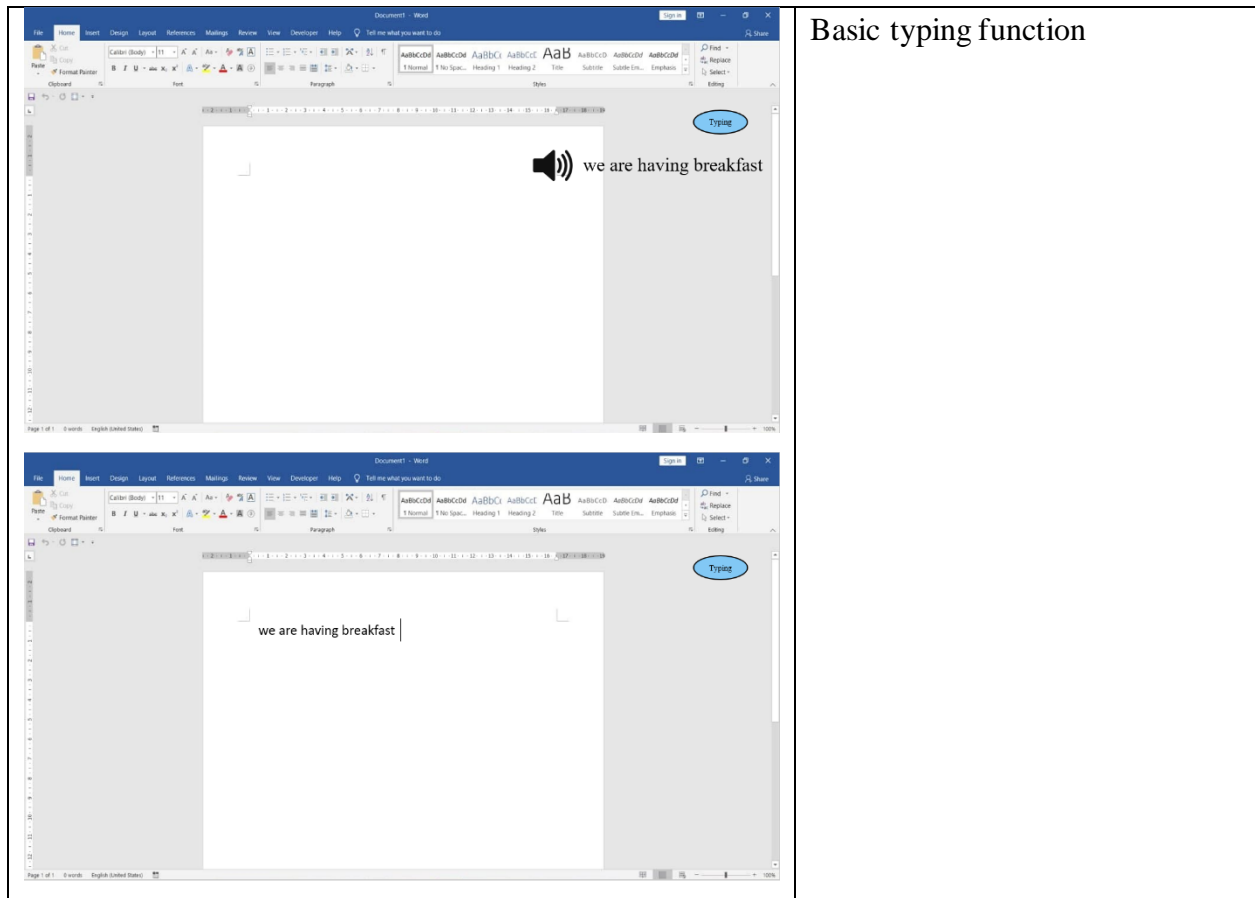 Document1 - Word
Sign in
File Home Insert Design Layout References Mailings Review View Developer Help Tell me what you want to do Share
Cut
Copy
Paste
Format Painter
Calibri (Body) 11
AaBbCcDd AaBbCcDd AaBbCc AaBbCcC AaB AaBbCcD AaBbCcDd AaBbCcDd
¶ Normal ¶ No Spac... Heading 1 Heading 2 Title Subtitle Subtle Em... Emphasis
Find
Replace
Select
Clipboard Font Paragraph Styles Editing
Typing
we are having breakfast
Page 1 of 1 0 words English (United States) 100%
Document1 - Word
Sign in
File Home Insert Design Layout References Mailings Review View Developer Help Tell me what you want to do Share
Cut
Copy
Paste
Format Painter
Calibri (Body) 11
AaBbCcDd AaBbCcDd AaBbCc AaBbCcC AaB AaBbCcD AaBbCcDd AaBbCcDd
¶ Normal ¶ No Spac... Heading 1 Heading 2 Title Subtitle Subtle Em... Emphasis
Find
Replace
Select
Clipboard Font Paragraph Styles Editing
Typing
we are having breakfast
Page 1 of 1 0 words English (United States) 100%
Basic typing function